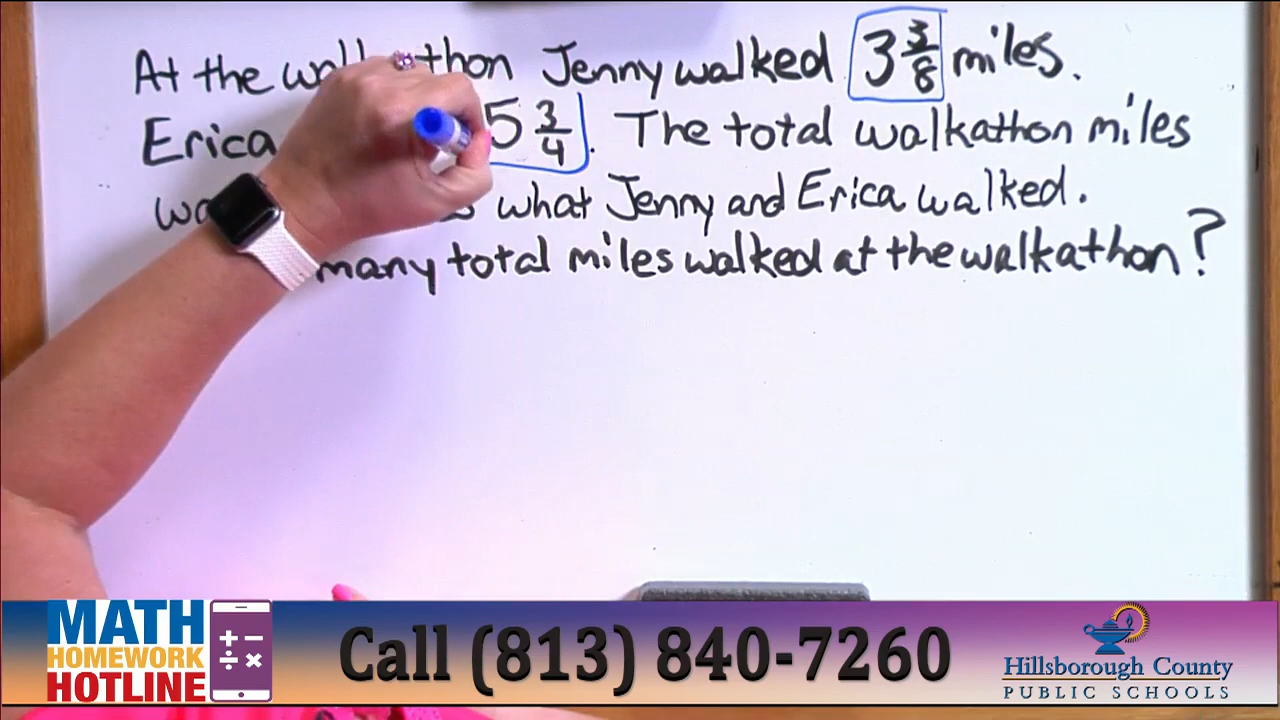 At the thon Jenny walked 3 3/8 miles.
Erica 5 3/4. The total walkathon miles
what Jenny and Erica walked.
many total miles walked at the walkathon?
MATH
HOMEWORK
HOTLINE
+ −
÷ ×
Call (813) 840-7260
Hillsborough County
PUBLIC SCHOOLS